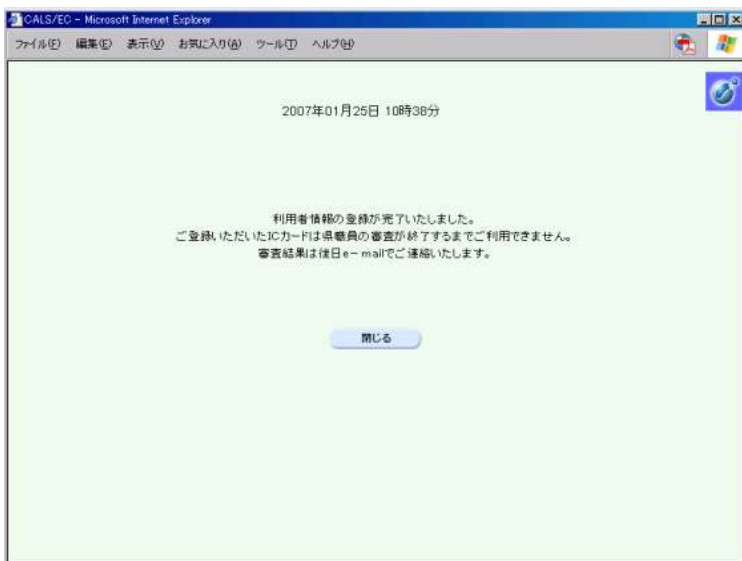 CALS/EC - Microsoft Internet Explorer
ファイル(F) 編集(E) 表示(V) お気に入り(A) ツール(T) ヘルプ(H)
2007年01月25日 10時38分
利用者情報の登録が完了いたしました。
ご登録いただいたICカードは県職員の審査が終了するまでご利用できません。
審査結果は後日e－mailでご連絡いたします。
閉じる